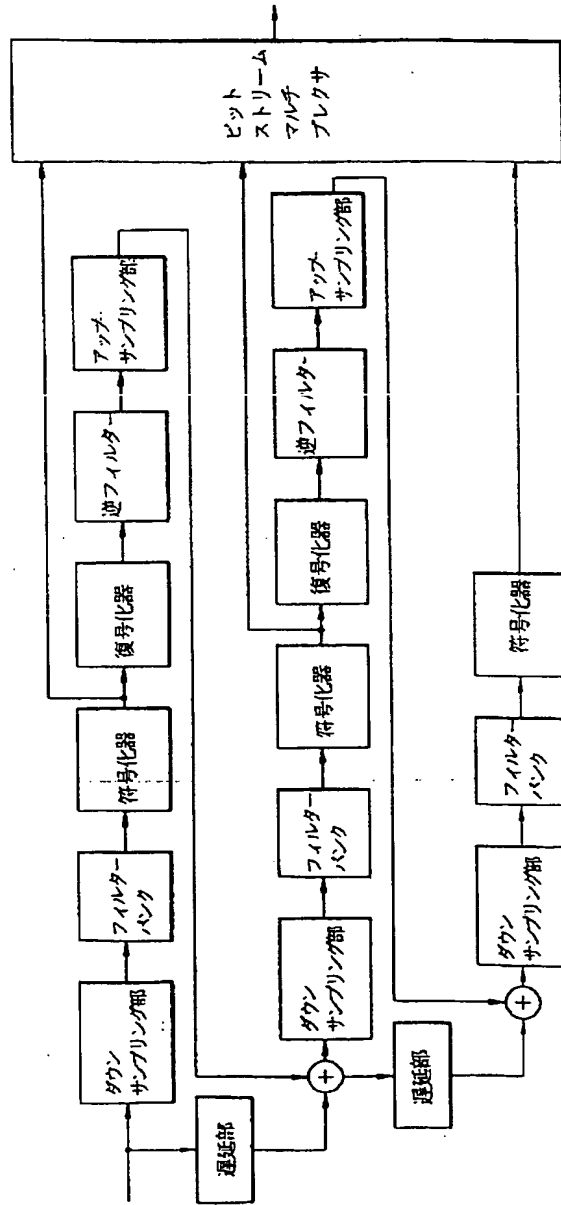 ダウン
サンプリング部
フィルター
バンク
符号化器
復号化器
逆フィルター
アップ
サンプリング部
遅延部
+
ダウン
サンプリング部
フィルター
バンク
符号化器
復号化器
逆フィルター
アップ
サンプリング部
遅延部
+
ダウン
サンプリング部
フィルター
バンク
符号化器
ビット
ストリーム
マルチ
プレクサ